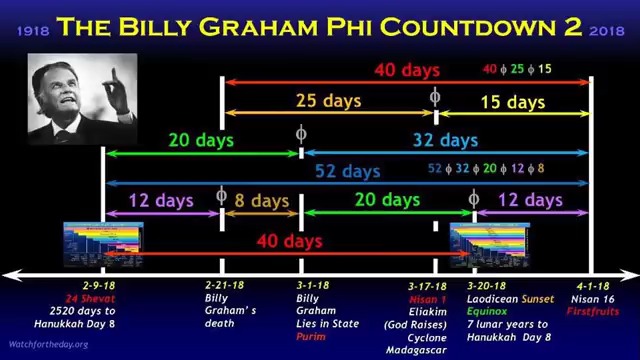 1918 THE BILLY GRAHAM PHI COUNTDOWN 2 2018
40 days 40 ϕ 25 ϕ 15
25 days ϕ 15 days
20 days ϕ 32 days
52 days 52 ϕ 32 ϕ 20 ϕ 12 ϕ 8
12 days ϕ 8 days 20 days ϕ 12 days
40 days
2-9-18
24 Shevat
2520 days to
Hanukkah Day 8
2-21-18
Billy
Graham's
death
3-1-18
Billy
Graham
Lies in State
Purim
3-17-18
Nisan 1
Eliakim
(God Raises)
Cyclone
Madagascar
3-20-18
Laodicean Sunset
Equinox
7 lunar years to
Hanukkah Day 8
4-1-18
Nisan 16
Firstfruits
Watchfortheday.org